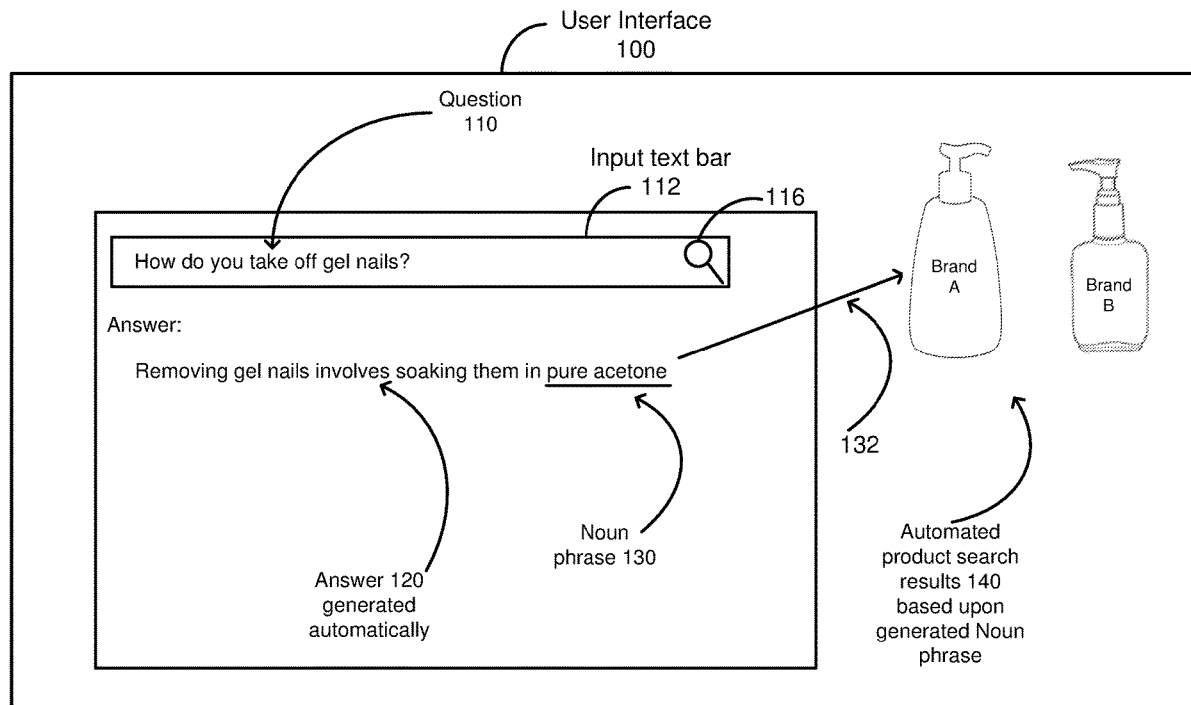 User Interface
100
Question
110
Input text bar
112
116
How do you take off gel nails?
Brand
A
Brand
B
Answer:
Removing gel nails involves soaking them in pure acetone
132
Noun
phrase 130
Answer 120
generated
automatically
Automated
product search
results 140
based upon
generated Noun
phrase